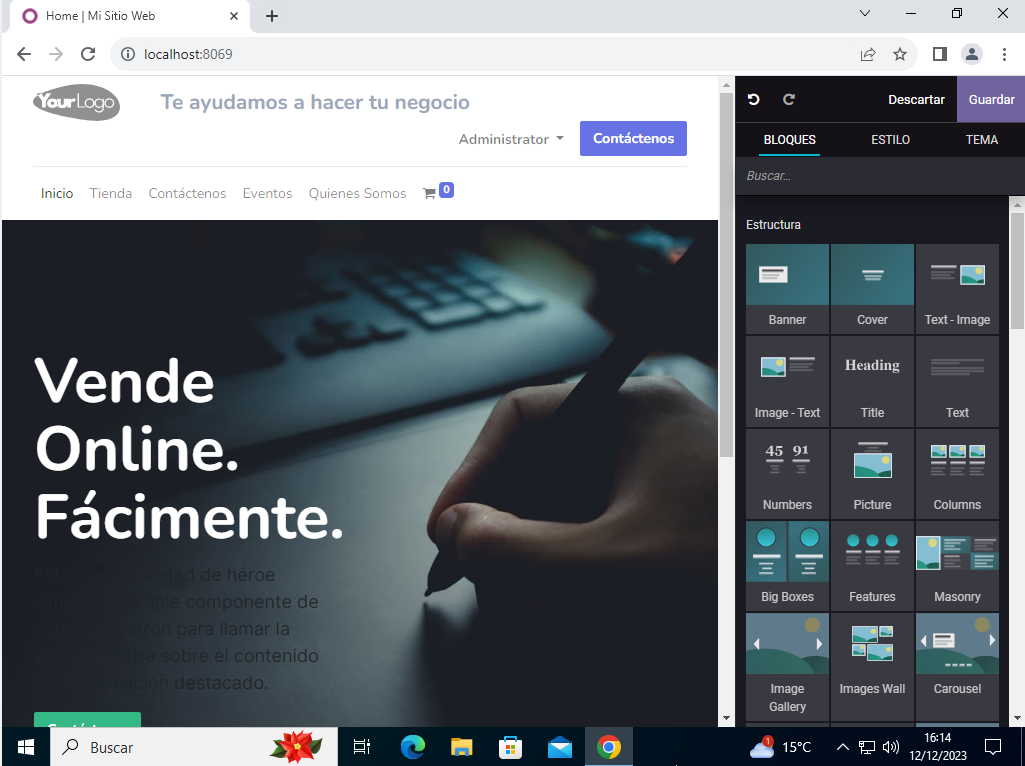 Home | Mi Sitio Web
localhost:8069
YourLogo
Te ayudamos a hacer tu negocio
Administrator
Contáctenos
Inicio
Tienda
Contáctenos
Eventos
Quienes Somos
0
Vende
Online.
Fácimente.
de héroe
componente de
para llamar la
sobre el contenido
destacado.
Descartar
Guardar
BLOQUES
ESTILO
TEMA
Buscar...
Estructura
Banner
Cover
Text - Image
Image - Text
Heading
Title
Text
45 91
Numbers
Picture
Columns
Big Boxes
Features
Masonry
Image
Gallery
Images Wall
Carousel
Buscar
1
15°C
16:14
12/12/2023